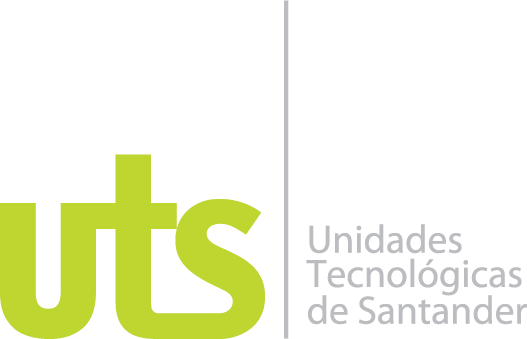 uts
Unidades
Tecnológicas
de Santander